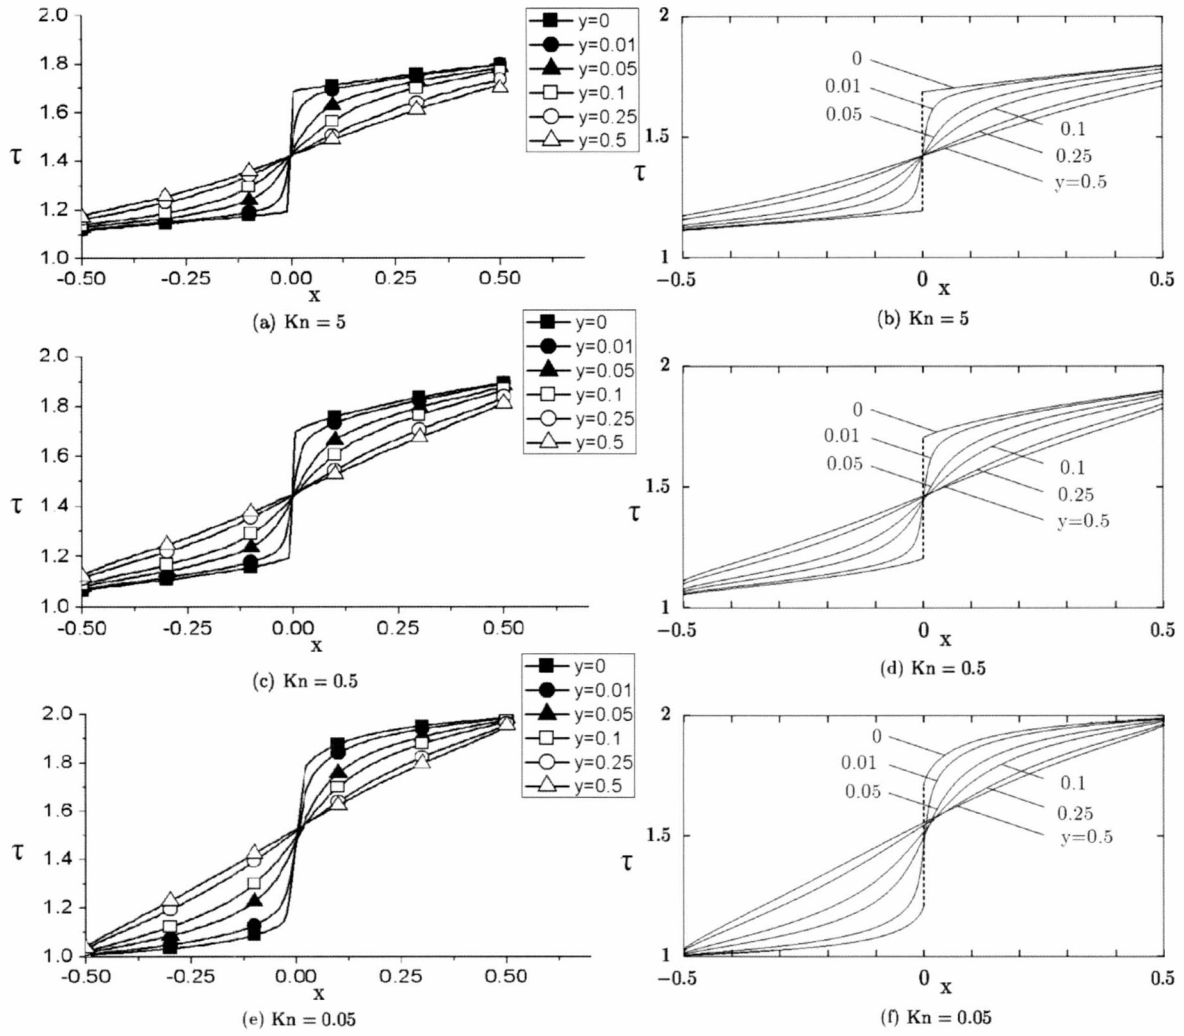 2.0
1.8
1.6
τ
1.4
1.2
1.0
-0.50
-0.25
0.00
0.25
0.50
x
y=0
y=0.01
y=0.05
y=0.1
y=0.25
y=0.5
(a) Kn = 5
2
1.5
τ
1
−0.5
0
0.5
x
0
0.01
0.05
0.1
0.25
y=0.5
(b) Kn = 5
2.0
1.8
1.6
τ
1.4
1.2
1.0
-0.50
-0.25
0.00
0.25
0.50
x
y=0
y=0.01
y=0.05
y=0.1
y=0.25
y=0.5
(c) Kn = 0.5
2
1.5
τ
1
−0.5
0
0.5
x
0
0.01
0.05
0.1
0.25
y=0.5
(d) Kn = 0.5
2.0
1.8
1.6
τ
1.4
1.2
1.0
-0.50
-0.25
0.00
0.25
0.50
x
y=0
y=0.01
y=0.05
y=0.1
y=0.25
y=0.5
(e) Kn = 0.05
2
1.5
τ
1
−0.5
0
0.5
x
0
0.01
0.05
0.1
0.25
y=0.5
(f) Kn = 0.05